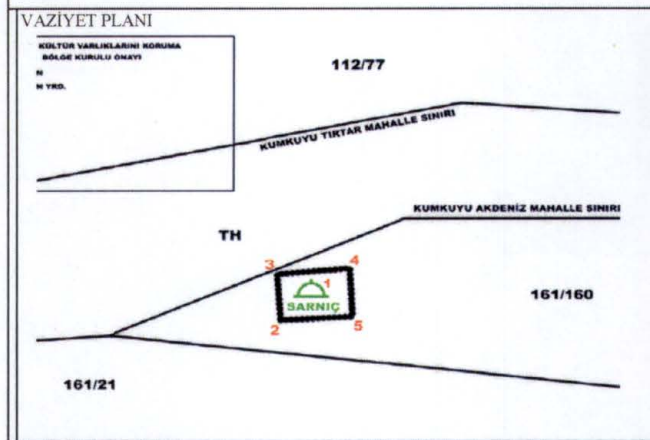 VAZİYET PLANI
KÜLTÜR VARLIKLARINI KORUMA
BÖLGE KURULU ONAYI
N
N YRD.
112/77
KUMKUYU TIRTAR MAHALLE SINIRI
KUMKUYU AKDENİZ MAHALLE SINIRI
TH
3
4
1
SARNIÇ
161/160
2
5
161/21